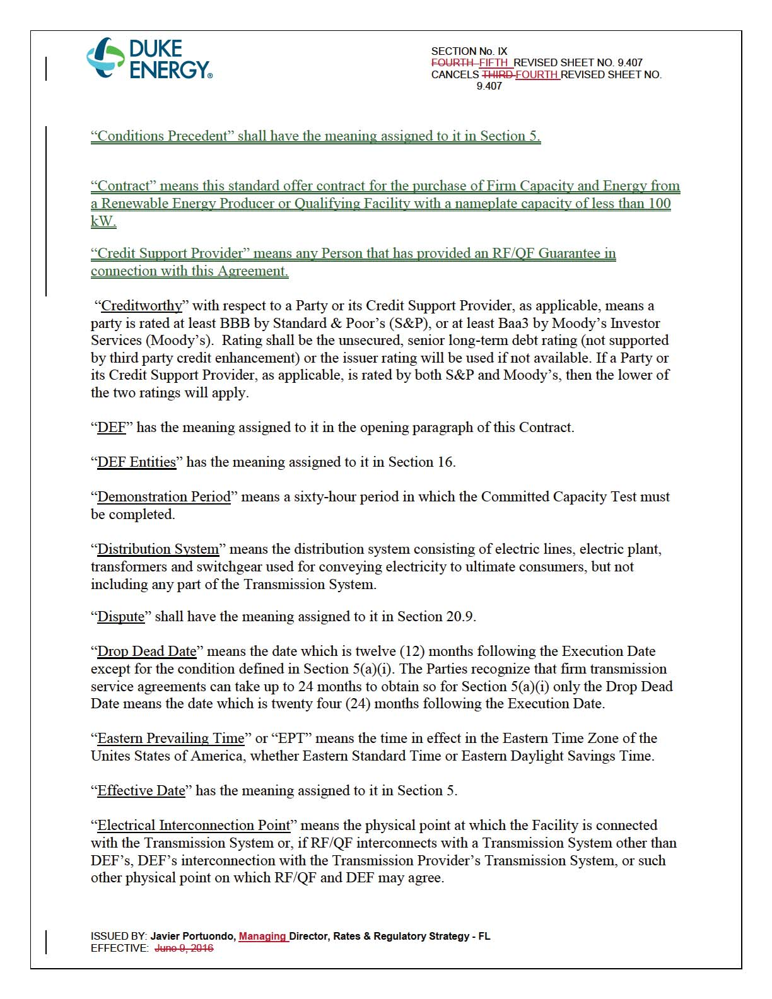 DUKE
ENERGY®
SECTION No. IX
FOURTH FIFTH REVISED SHEET NO. 9.407
CANCELS THIRD FOURTH REVISED SHEET NO.
9.407
“Conditions Precedent” shall have the meaning assigned to it in Section 5.
“Contract” means this standard offer contract for the purchase of Firm Capacity and Energy from
a Renewable Energy Producer or Qualifying Facility with a nameplate capacity of less than 100
kW.
“Credit Support Provider” means any Person that has provided an RF/QF Guarantee in
connection with this Agreement.
“Creditworthy” with respect to a Party or its Credit Support Provider, as applicable, means a
party is rated at least BBB by Standard & Poor’s (S&P), or at least Baa3 by Moody’s Investor
Services (Moody’s).  Rating shall be the unsecured, senior long-term debt rating (not supported
by third party credit enhancement) or the issuer rating will be used if not available. If a Party or
its Credit Support Provider, as applicable, is rated by both S&P and Moody’s, then the lower of
the two ratings will apply.
“DEF” has the meaning assigned to it in the opening paragraph of this Contract.
“DEF Entities” has the meaning assigned to it in Section 16.
“Demonstration Period” means a sixty-hour period in which the Committed Capacity Test must
be completed.
“Distribution System” means the distribution system consisting of electric lines, electric plant,
transformers and switchgear used for conveying electricity to ultimate consumers, but not
including any part of the Transmission System.
“Dispute” shall have the meaning assigned to it in Section 20.9.
“Drop Dead Date” means the date which is twelve (12) months following the Execution Date
except for the condition defined in Section 5(a)(i). The Parties recognize that firm transmission
service agreements can take up to 24 months to obtain so for Section 5(a)(i) only the Drop Dead
Date means the date which is twenty four (24) months following the Execution Date.
“Eastern Prevailing Time” or “EPT” means the time in effect in the Eastern Time Zone of the
Unites States of America, whether Eastern Standard Time or Eastern Daylight Savings Time.
“Effective Date” has the meaning assigned to it in Section 5.
“Electrical Interconnection Point” means the physical point at which the Facility is connected
with the Transmission System or, if RF/QF interconnects with a Transmission System other than
DEF’s, DEF’s interconnection with the Transmission Provider’s Transmission System, or such
other physical point on which RF/QF and DEF may agree.
ISSUED BY: Javier Portuondo, Managing Director, Rates & Regulatory Strategy - FL
EFFECTIVE: June 9, 2016